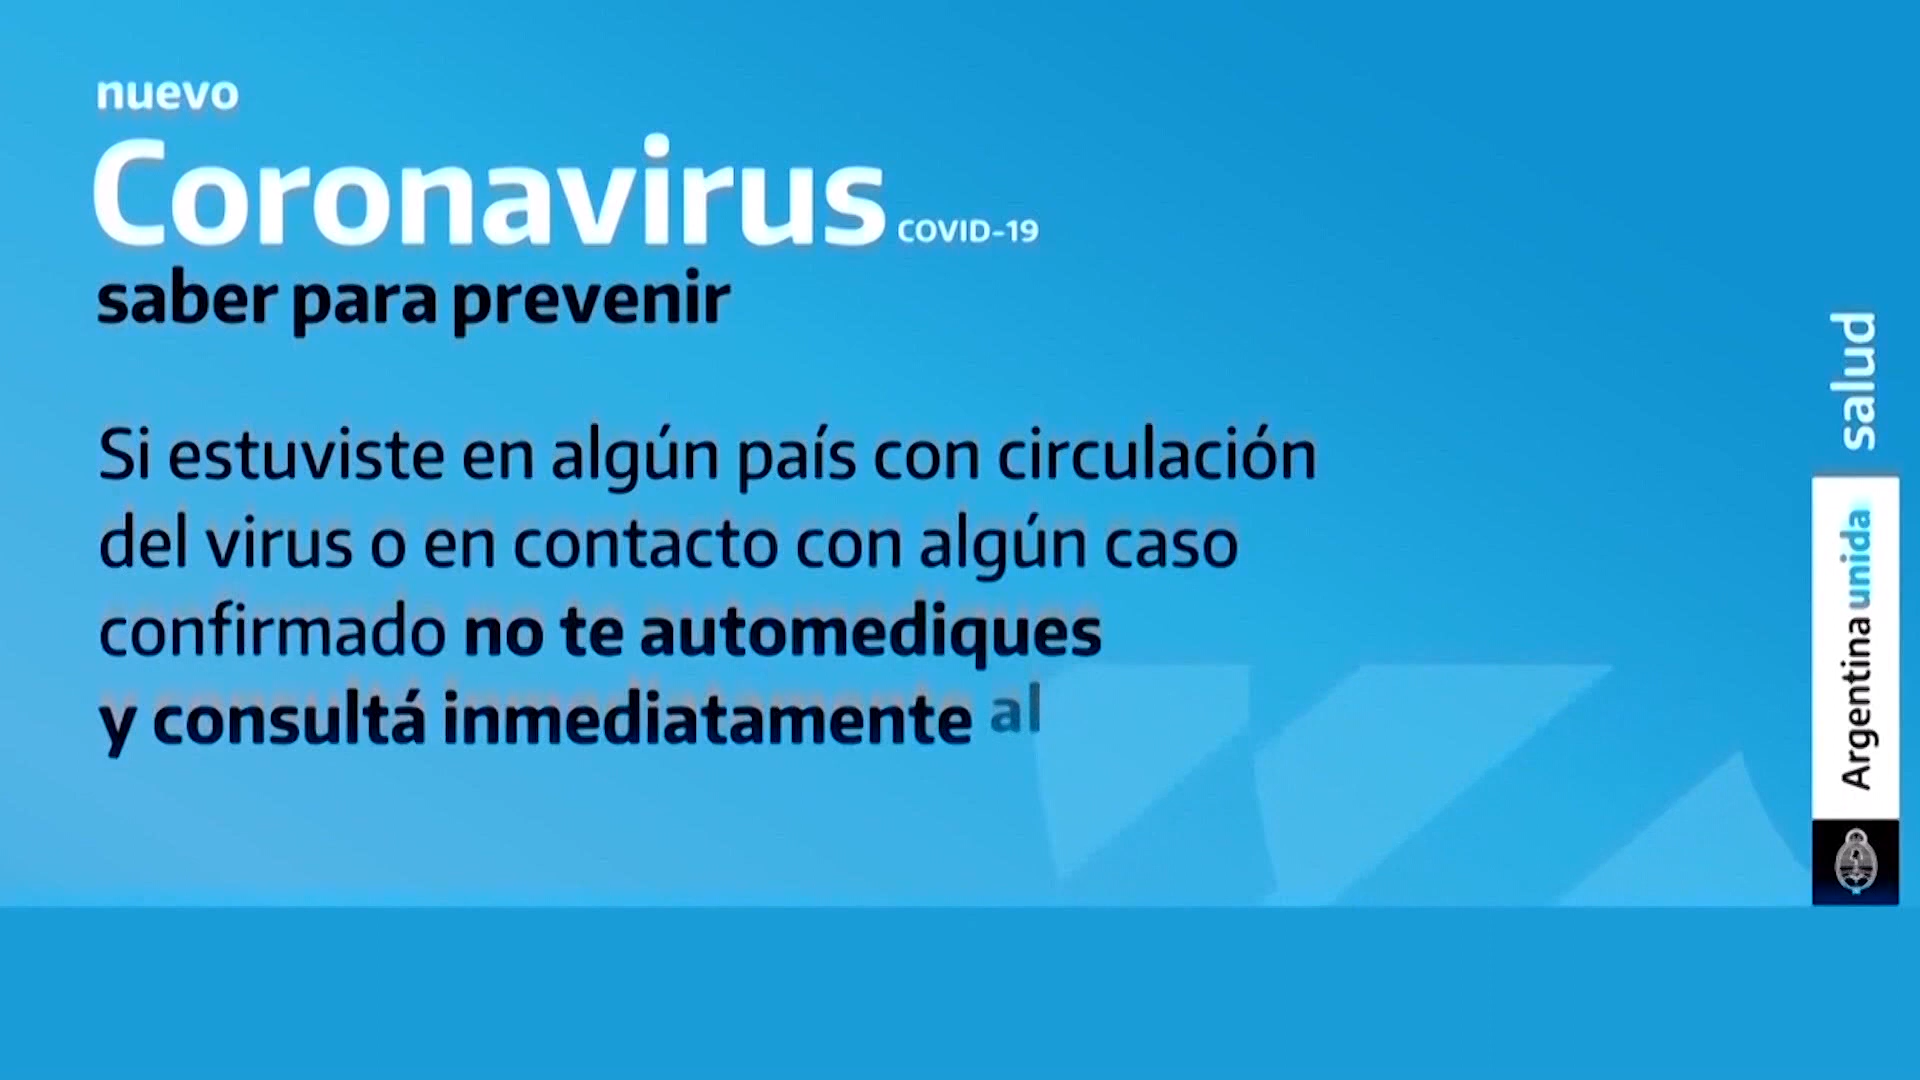 nuevo
Coronavirus COVID-19
saber para prevenir
Si estuviste en algún país con circulación
del virus o en contacto con algún caso
confirmado no te automediques
y consultá inmediatamente al
salud
Argentina unida